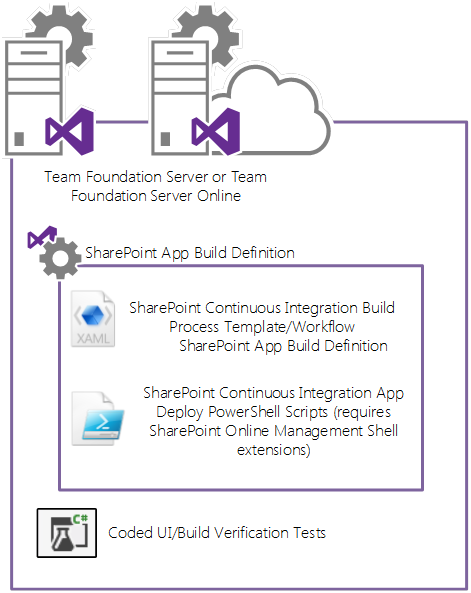 Team Foundation Server or Team
Foundation Server Online
SharePoint App Build Definition
SharePoint Continuous Integration Build
Process Template/Workflow
SharePoint App Build Definition
XAML
SharePoint Continuous Integration App
Deploy PowerShell Scripts (requires
SharePoint Online Management Shell
extensions)
C#
Coded UI/Build Verification Tests